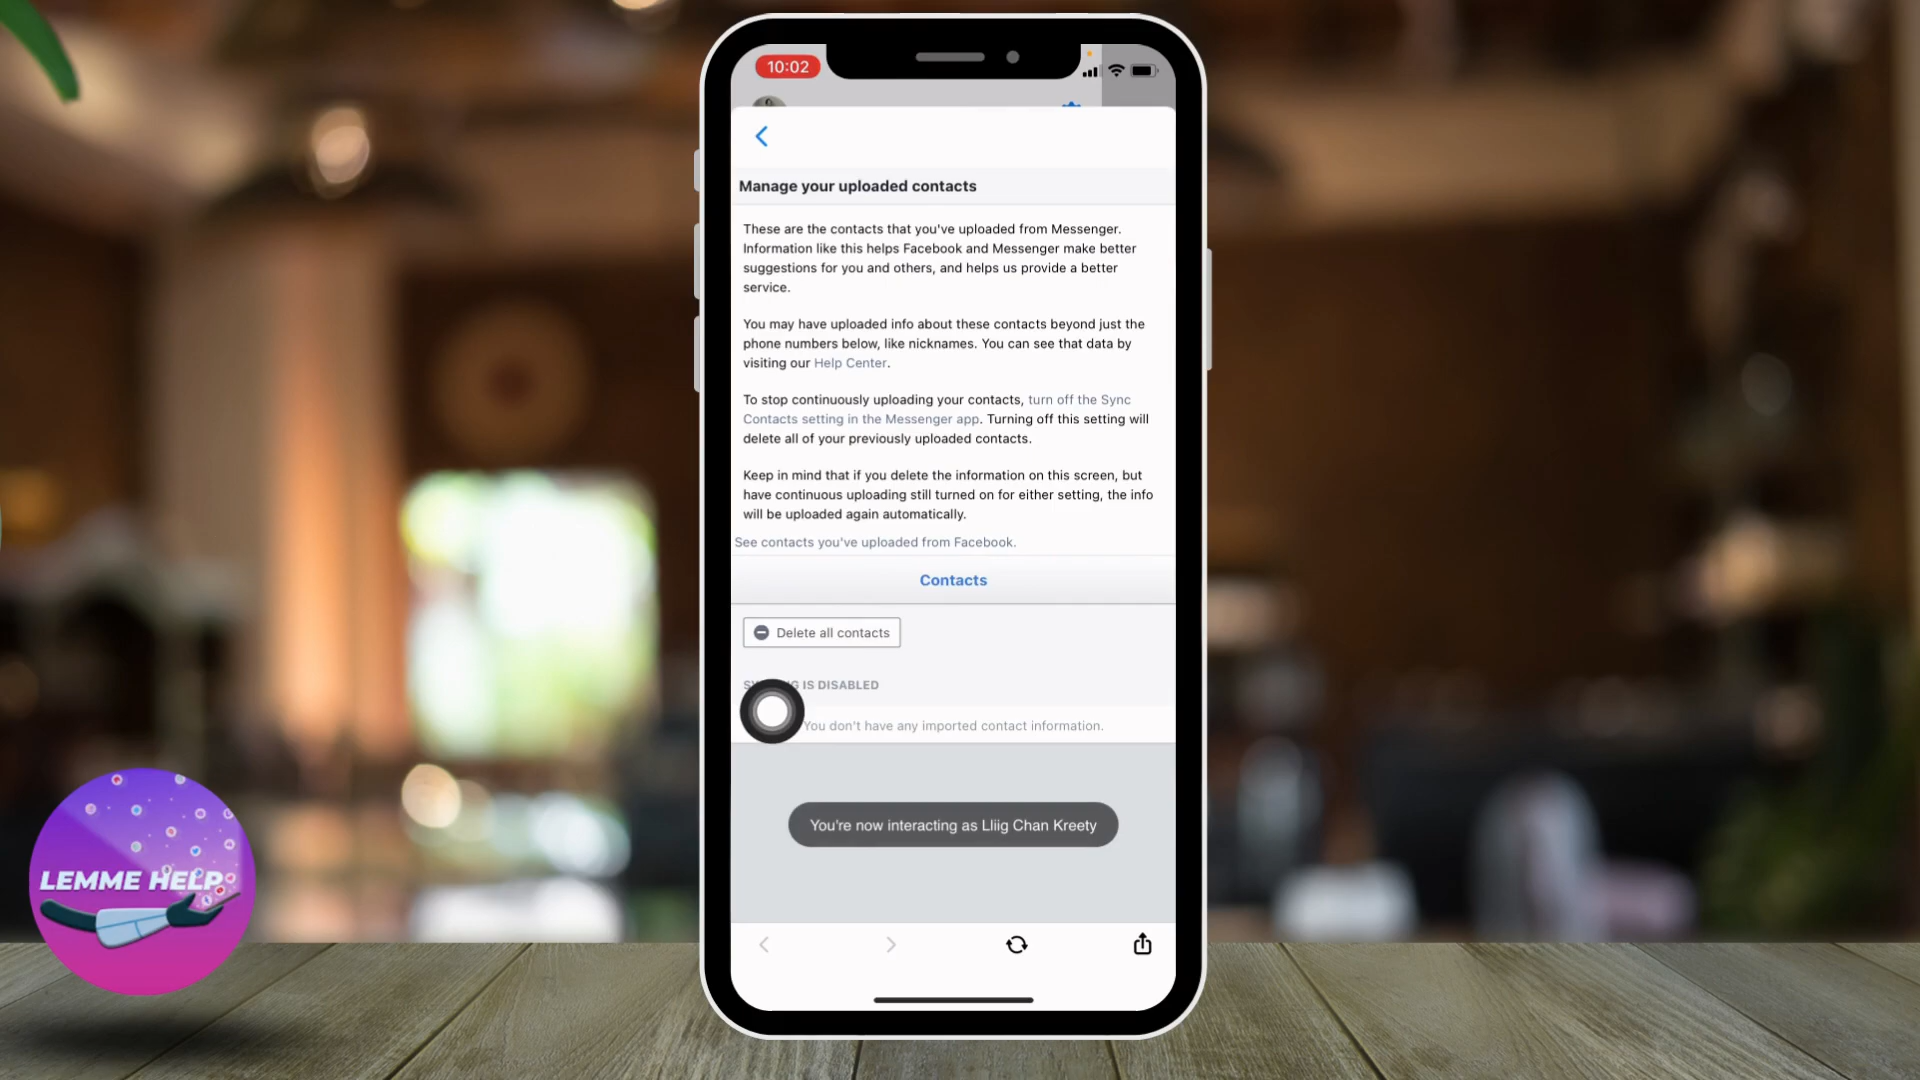 10:02
Manage your uploaded contacts
These are the contacts that you've uploaded from Messenger.
Information like this helps Facebook and Messenger make better
suggestions for you and others, and helps us provide a better
service.
You may have uploaded info about these contacts beyond just the
phone numbers below, like nicknames. You can see that data by
visiting our Help Center.
To stop continuously uploading your contacts, turn off the Sync
Contacts setting in the Messenger app. Turning off this setting will
delete all of your previously uploaded contacts.
Keep in mind that if you delete the information on this screen, but
have continuous uploading still turned on for either setting, the info
will be uploaded again automatically.
See contacts you've uploaded from Facebook.
Contacts
Delete all contacts
IS DISABLED
You don't have any imported contact information.
You're now interacting as Lliig Chan Kreety
LEMME HELP